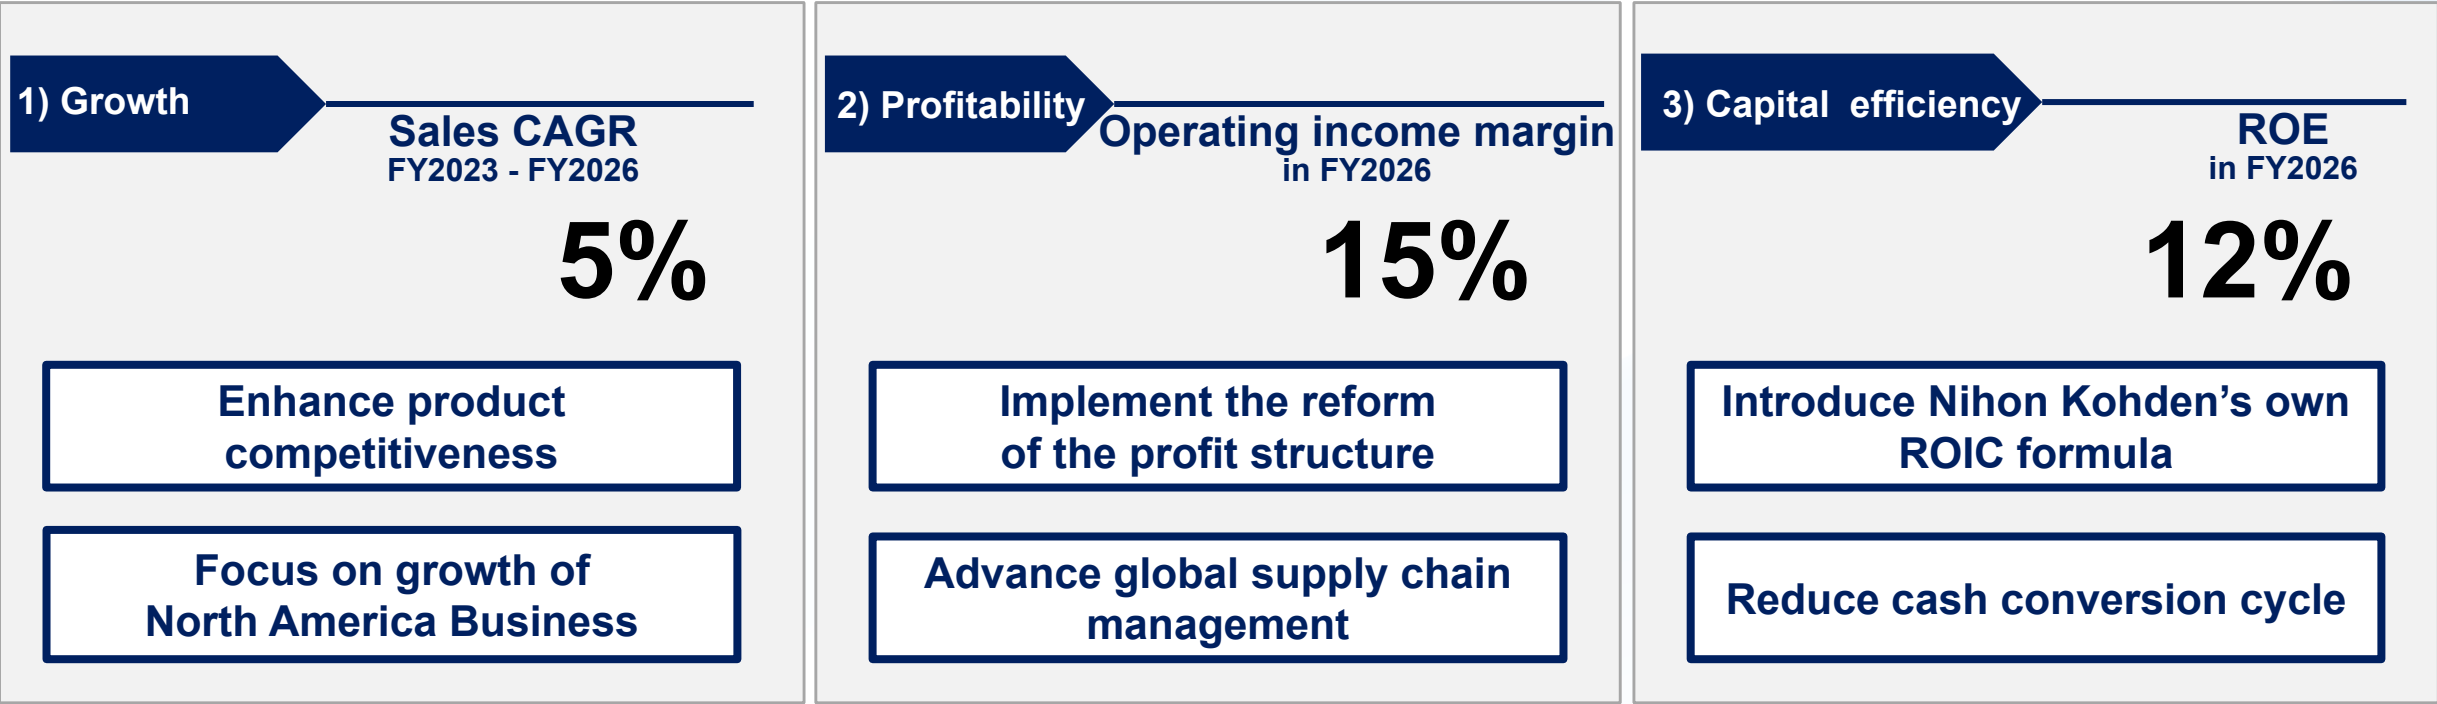 1) Growth
Sales CAGR
FY2023 - FY2026
5%
Enhance product
competitiveness
Focus on growth of
North America Business
2) Profitability
Operating income margin
in FY2026
15%
Implement the reform
of the profit structure
Advance global supply chain
management
3) Capital efficiency
ROE
in FY2026
12%
Introduce Nihon Kohden’s own
ROIC formula
Reduce cash conversion cycle